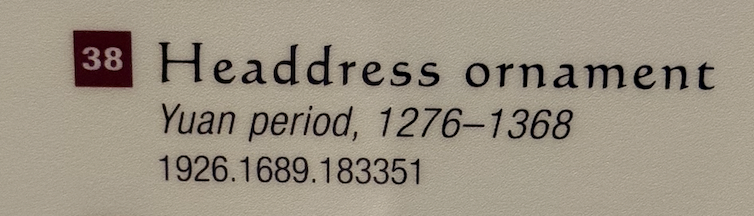 38 Headdress ornament
Yuan period, 1276–1368
1926.1689.183351